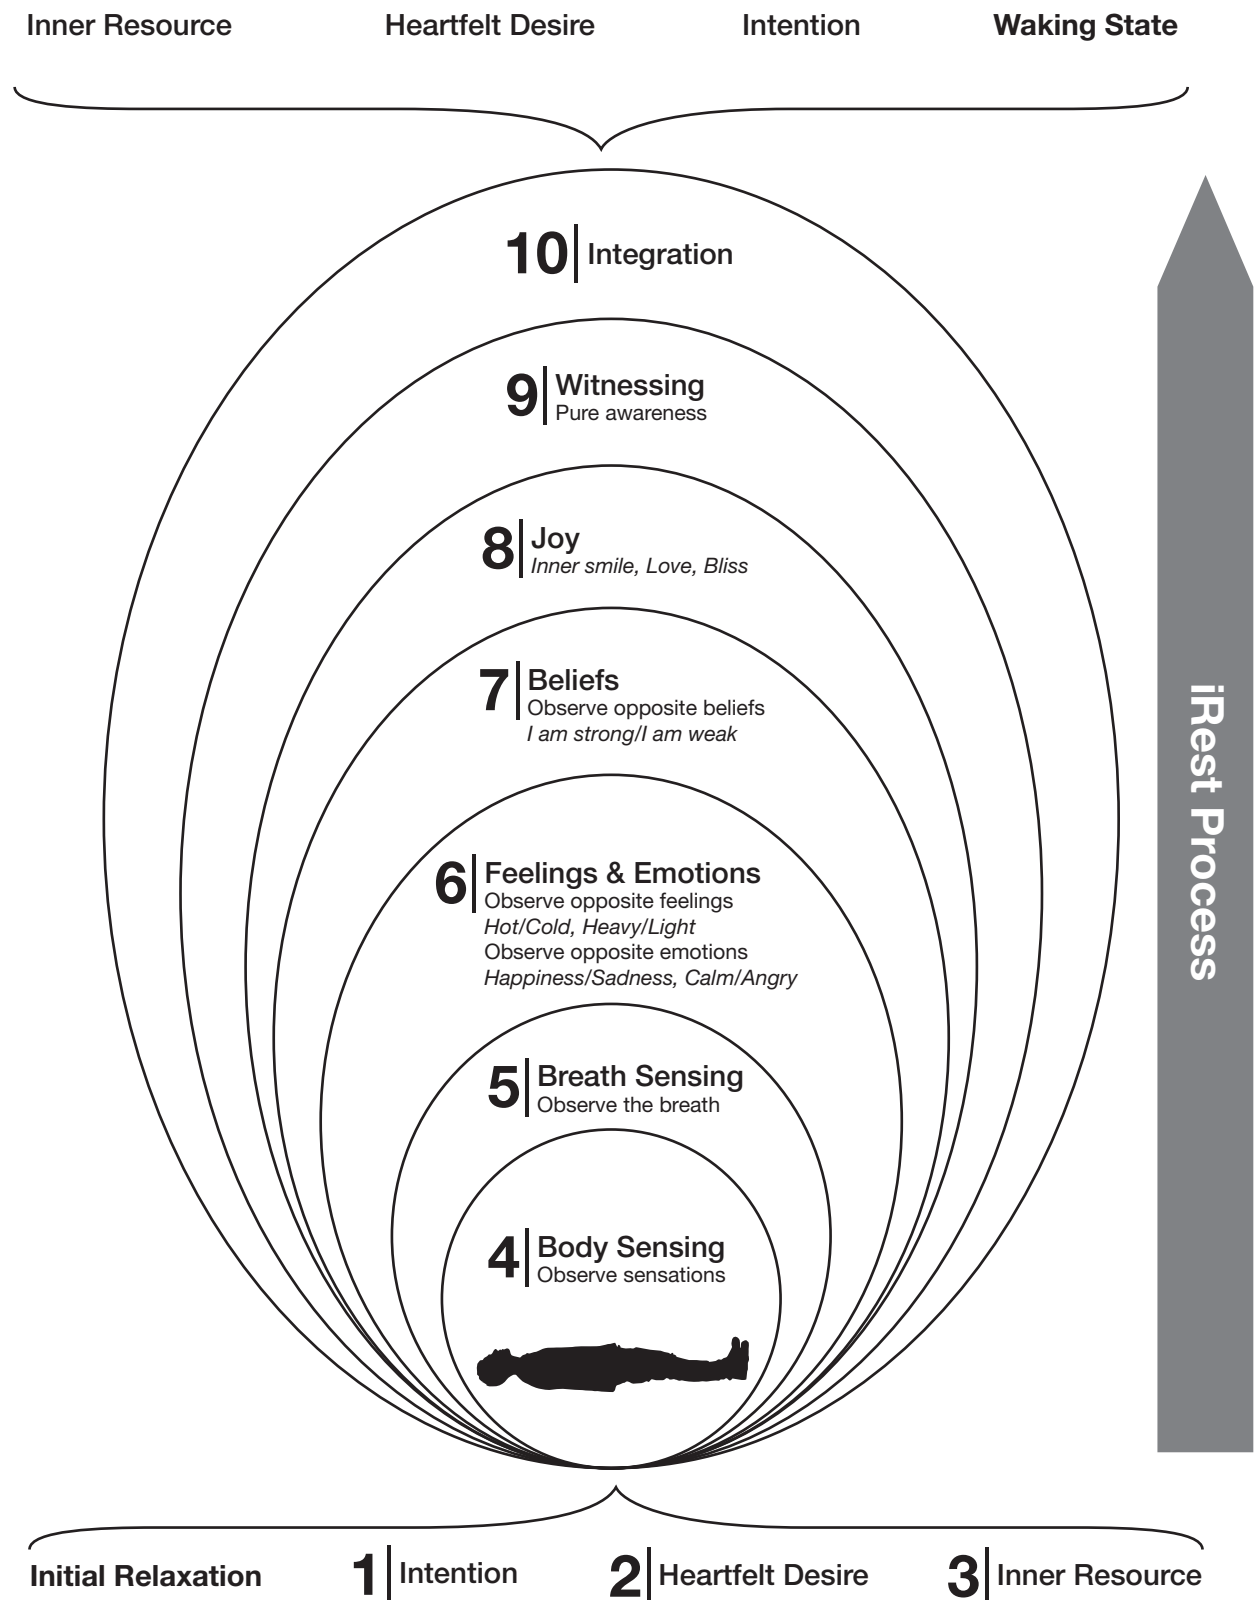 Inner Resource Heartfelt Desire Intention Waking State
10 Integration
9 Witnessing
Pure awareness
8 Joy
Inner smile, Love, Bliss
7 Beliefs
Observe opposite beliefs
I am strong/I am weak
6 Feelings & Emotions
Observe opposite feelings
Hot/Cold, Heavy/Light
Observe opposite emotions
Happiness/Sadness, Calm/Angry
5 Breath Sensing
Observe the breath
4 Body Sensing
Observe sensations
iRest Process
Initial Relaxation 1 Intention 2 Heartfelt Desire 3 Inner Resource